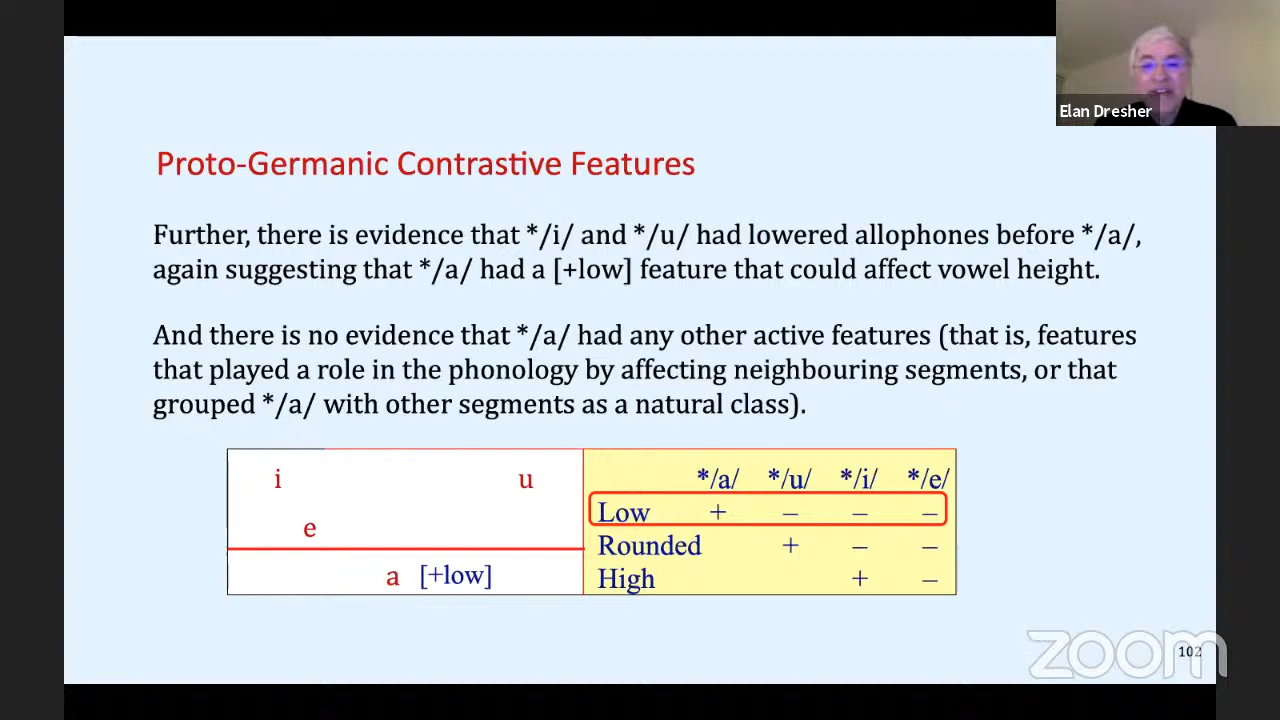 Elan Dresher
Proto-Germanic Contrastive Features
Further, there is evidence that */i/ and */u/ had lowered allophones before */a/,
again suggesting that */a/ had a [+low] feature that could affect vowel height.
And there is no evidence that */a/ had any other active features (that is, features
that played a role in the phonology by affecting neighbouring segments, or that
grouped */a/ with other segments as a natural class).
i u
e
a [+low]
*/a/ */u/ */i/ */e/
Low + – – –
Rounded + – –
High + –
zoom
102